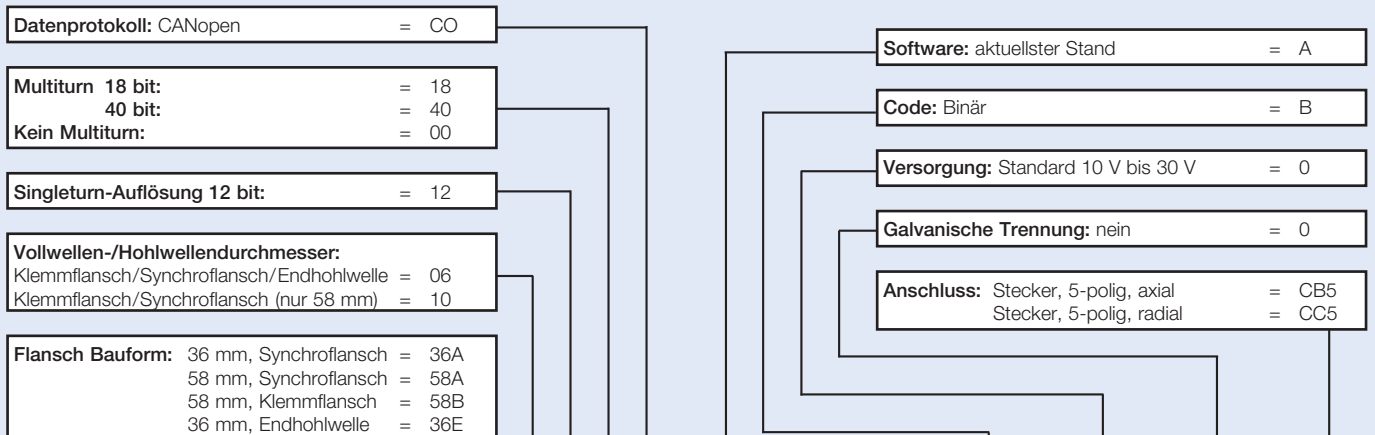 Datenprotokoll: CANopen = CO
Multiturn 18 bit: = 18
40 bit: = 40
Kein Multiturn: = 00
Singleturn-Auflösung 12 bit: = 12
Vollwellen-/Hohlwellendurchmesser:
Klemmflansch/Synchroflansch/Endhohlwelle = 06
Klemmflansch/Synchroflansch (nur 58 mm) = 10
Flansch Bauform: 36 mm, Synchroflansch = 36A
58 mm, Synchroflansch = 58A
58 mm, Klemmflansch = 58B
36 mm, Endhohlwelle = 36E
Software: aktuellster Stand = A
Code: Binär = B
Versorgung: Standard 10 V bis 30 V = 0
Galvanische Trennung: nein = 0
Anschluss: Stecker, 5-polig, axial = CB5
Stecker, 5-polig, radial = CC5